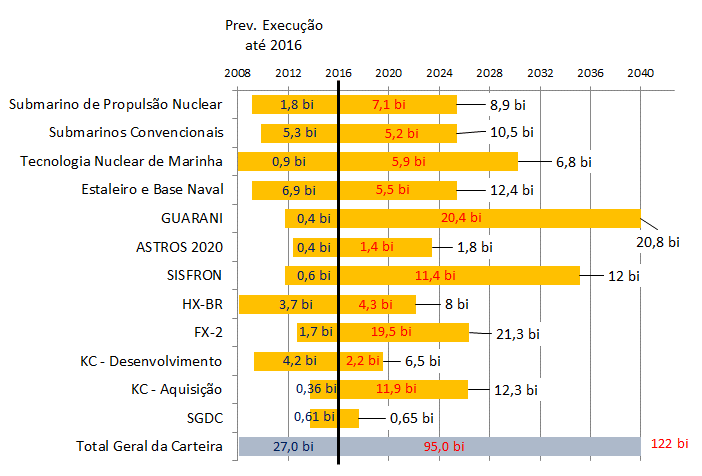 Prev. Execução
até 2016
2008 2012 2016 2020 2024 2028 2032 2036 2040
Submarino de Propulsão Nuclear 1,8 bi 7,1 bi 8,9 bi
Submarinos Convencionais 5,3 bi 5,2 bi 10,5 bi
Tecnologia Nuclear de Marinha 0,9 bi 5,9 bi 6,8 bi
Estaleiro e Base Naval 6,9 bi 5,5 bi 12,4 bi
GUARANI 0,4 bi 20,4 bi 20,8 bi
ASTROS 2020 0,4 bi 1,4 bi 1,8 bi
SISFRON 0,6 bi 11,4 bi 12 bi
HX-BR 3,7 bi 4,3 bi 8 bi
FX-2 1,7 bi 19,5 bi 21,3 bi
KC - Desenvolvimento 4,2 bi 2,2 bi 6,5 bi
KC - Aquisição 0,36 bi 11,9 bi 12,3 bi
SGDC 0,61 bi 0,65 bi
Total Geral da Carteira 27,0 bi 95,0 bi 122 bi